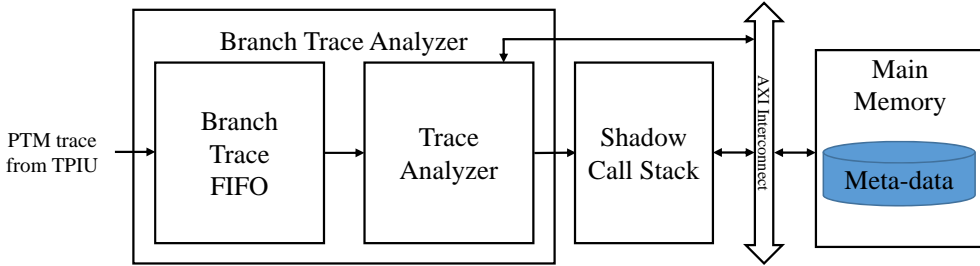 Branch Trace Analyzer
PTM trace
from TPIU
Branch
Trace
FIFO
Trace
Analyzer
Shadow
Call Stack
AXI Interconnect
Main
Memory
Meta-data